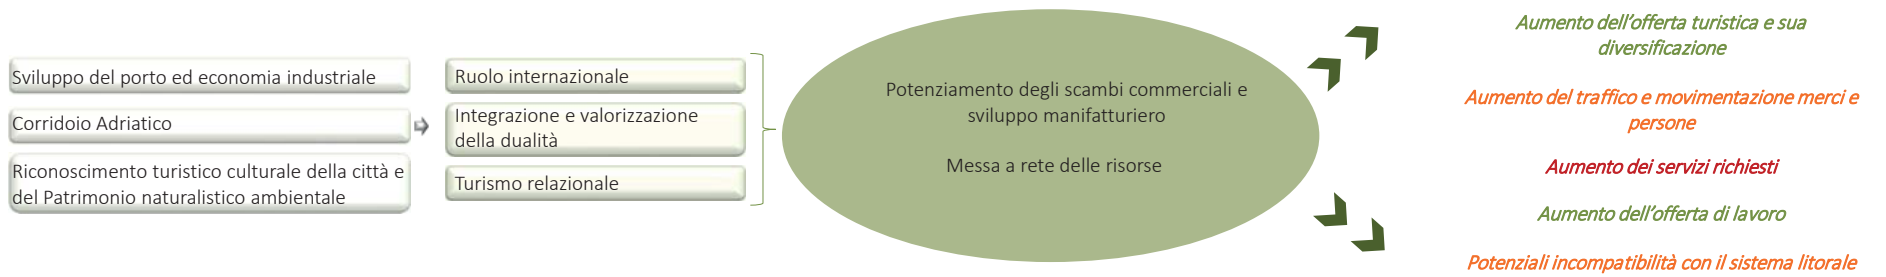 Sviluppo del porto ed economia industriale
Corridoio Adriatico
Riconoscimento turistico culturale della città e
del Patrimonio naturalistico ambientale
Ruolo internazionale
Integrazione e valorizzazione
della dualità
Turismo relazionale
Potenziamento degli scambi commerciali e
sviluppo manifatturiero
Messa a rete delle risorse
Aumento dell’offerta turistica e sua
diversificazione
Aumento del traffico e movimentazione merci e
persone
Aumento dei servizi richiesti
Aumento dell’offerta di lavoro
Potenziali incompatibilità con il sistema litorale